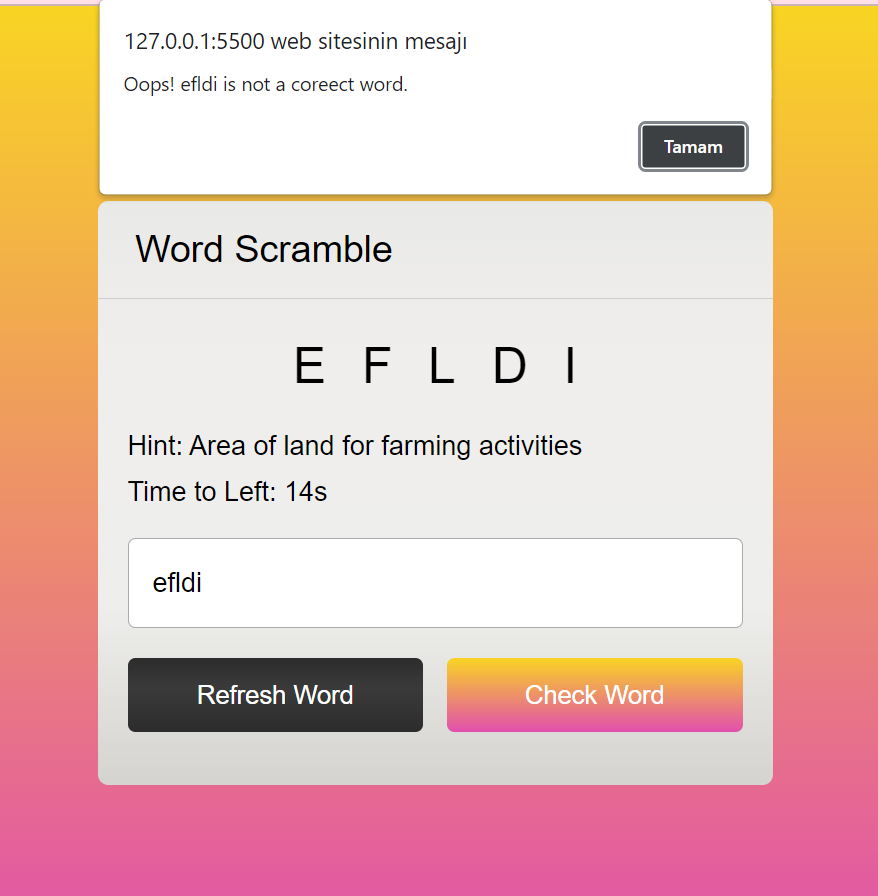 127.0.0.1:5500 web sitesinin mesajı
Oops! efldi is not a coreect word.
Tamam
Word Scramble
E F L D I
Hint: Area of land for farming activities
Time to Left: 14s
efldi
Refresh Word
Check Word